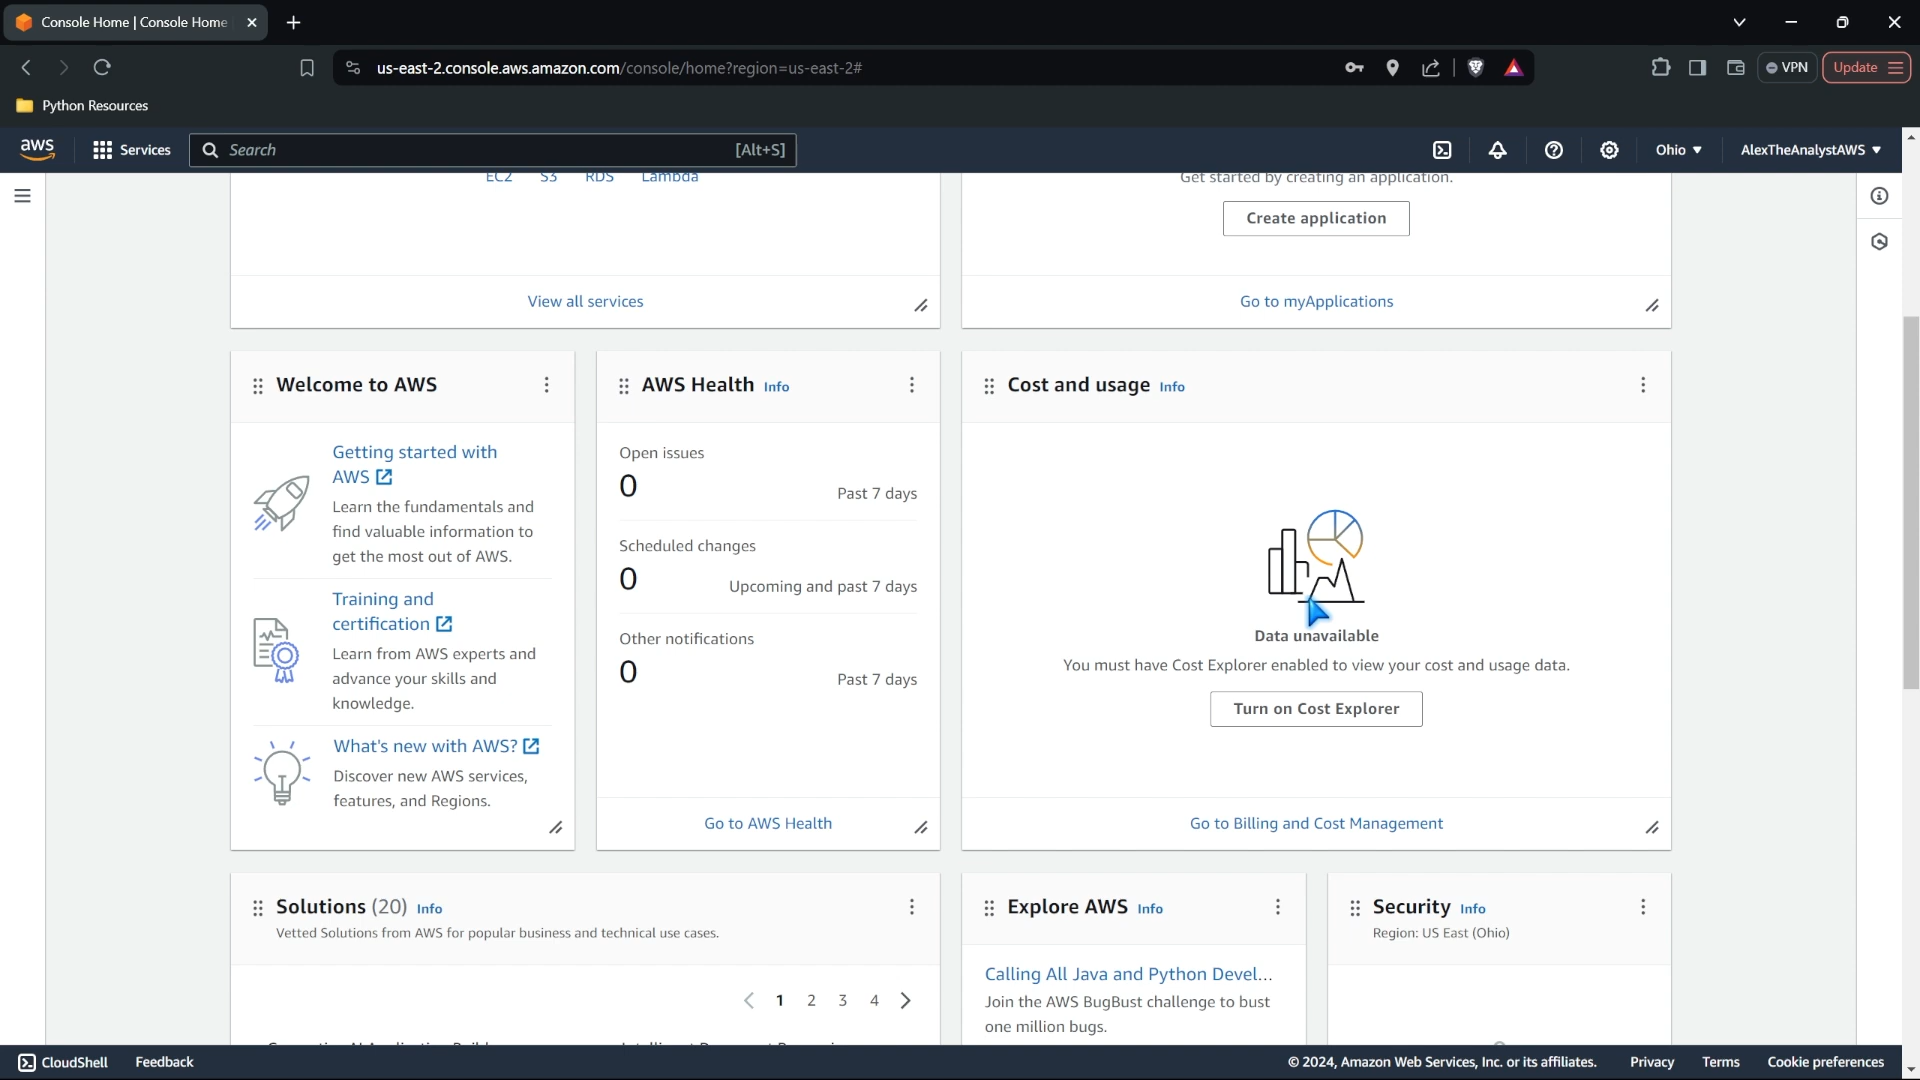 Console Home | Console Home
us-east-2.console.aws.amazon.com/console/home?region=us-east-2#
VPN
Update
Python Resources
aws
Services
Search
[Alt+S]
Ohio
AlexTheAnalystAWS
EC2 S3 RDS Lambda
Get started by creating an application.
Create application
View all services
Go to myApplications
Welcome to AWS
Getting started with
AWS
Learn the fundamentals and
find valuable information to
get the most out of AWS.
Training and
certification
Learn from AWS experts and
advance your skills and
knowledge.
What's new with AWS?
Discover new AWS services,
features, and Regions.
AWS Health Info
Open issues
0
Past 7 days
Scheduled changes
0
Upcoming and past 7 days
Other notifications
0
Past 7 days
Go to AWS Health
Cost and usage Info
Data unavailable
You must have Cost Explorer enabled to view your cost and usage data.
Turn on Cost Explorer
Go to Billing and Cost Management
Solutions (20) Info
Vetted Solutions from AWS for popular business and technical use cases.
1 2 3 4
Explore AWS Info
Calling All Java and Python Devel...
Join the AWS BugBust challenge to bust
one million bugs.
Security Info
Region: US East (Ohio)
CloudShell
Feedback
© 2024, Amazon Web Services, Inc. or its affiliates.
Privacy
Terms
Cookie preferences